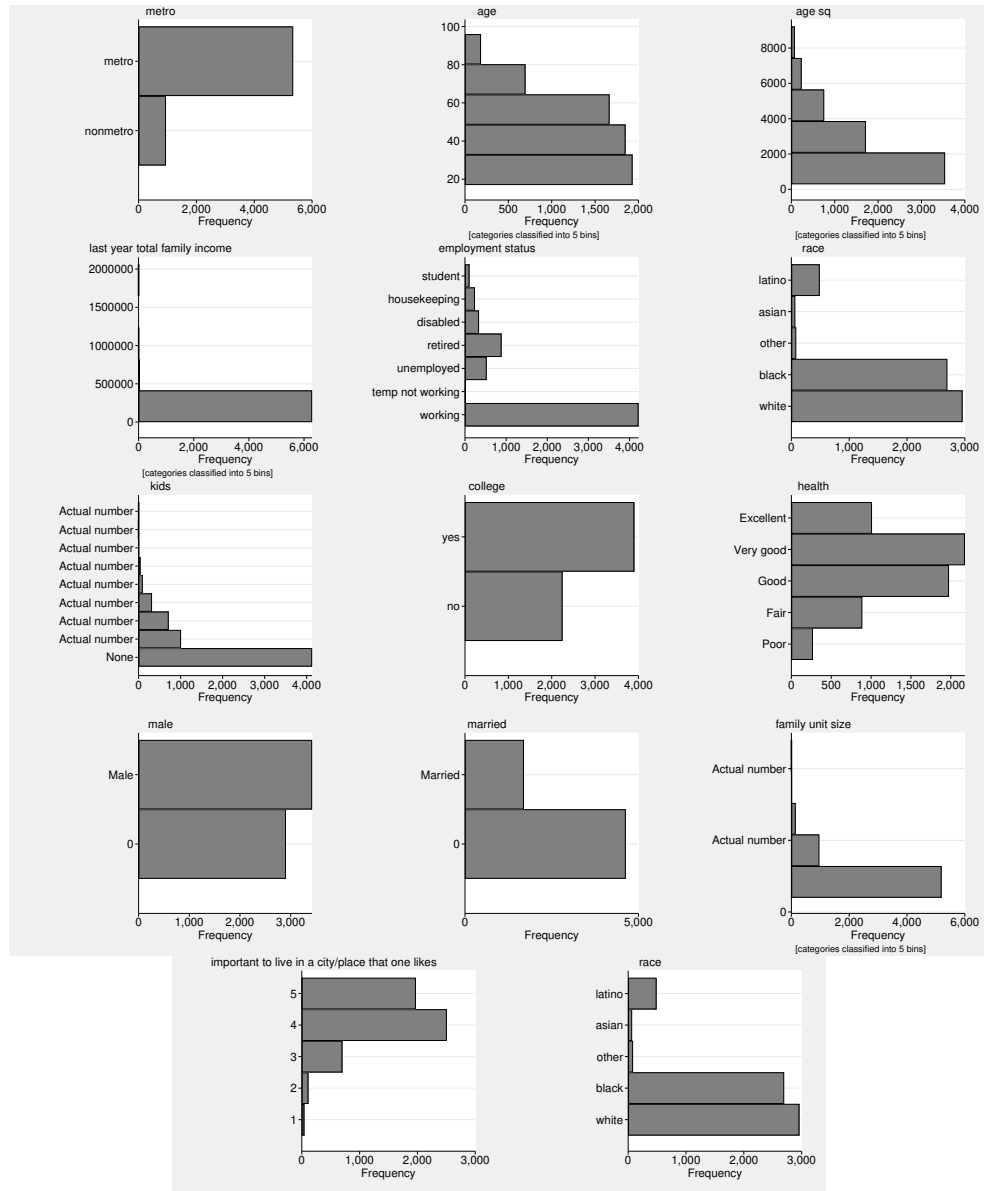 metro
metro
nonmetro
0 2,000 4,000 6,000
Frequency
age
100
80
60
40
20
0 500 1,000 1,500 2,000
Frequency
[categories classified into 5 bins]
age sq
8000
6000
4000
2000
0
0 1,000 2,000 3,000 4,000
Frequency
[categories classified into 5 bins]
last year total family income
2000000
1500000
1000000
500000
0
0 2,000 4,000 6,000
Frequency
[categories classified into 5 bins]
employment status
student
housekeeping
disabled
retired
unemployed
temp not working
working
0 1,000 2,000 3,000 4,000
Frequency
race
latino
asian
other
black
white
0 1,000 2,000 3,000
Frequency
kids
Actual number
Actual number
Actual number
Actual number
Actual number
Actual number
Actual number
Actual number
None
0 1,000 2,000 3,000 4,000
Frequency
college
yes
no
0 1,000 2,000 3,000 4,000
Frequency
health
Excellent
Very good
Good
Fair
Poor
0 500 1,000 1,500 2,000
Frequency
male
Male
0
0 1,000 2,000 3,000
Frequency
married
Married
0
0 5,000
Frequency
family unit size
Actual number
Actual number
0
0 2,000 4,000 6,000
Frequency
[categories classified into 5 bins]
important to live in a city/place that one likes
5
4
3
2
1
0 1,000 2,000 3,000
Frequency
race
latino
asian
other
black
white
0 1,000 2,000 3,000
Frequency